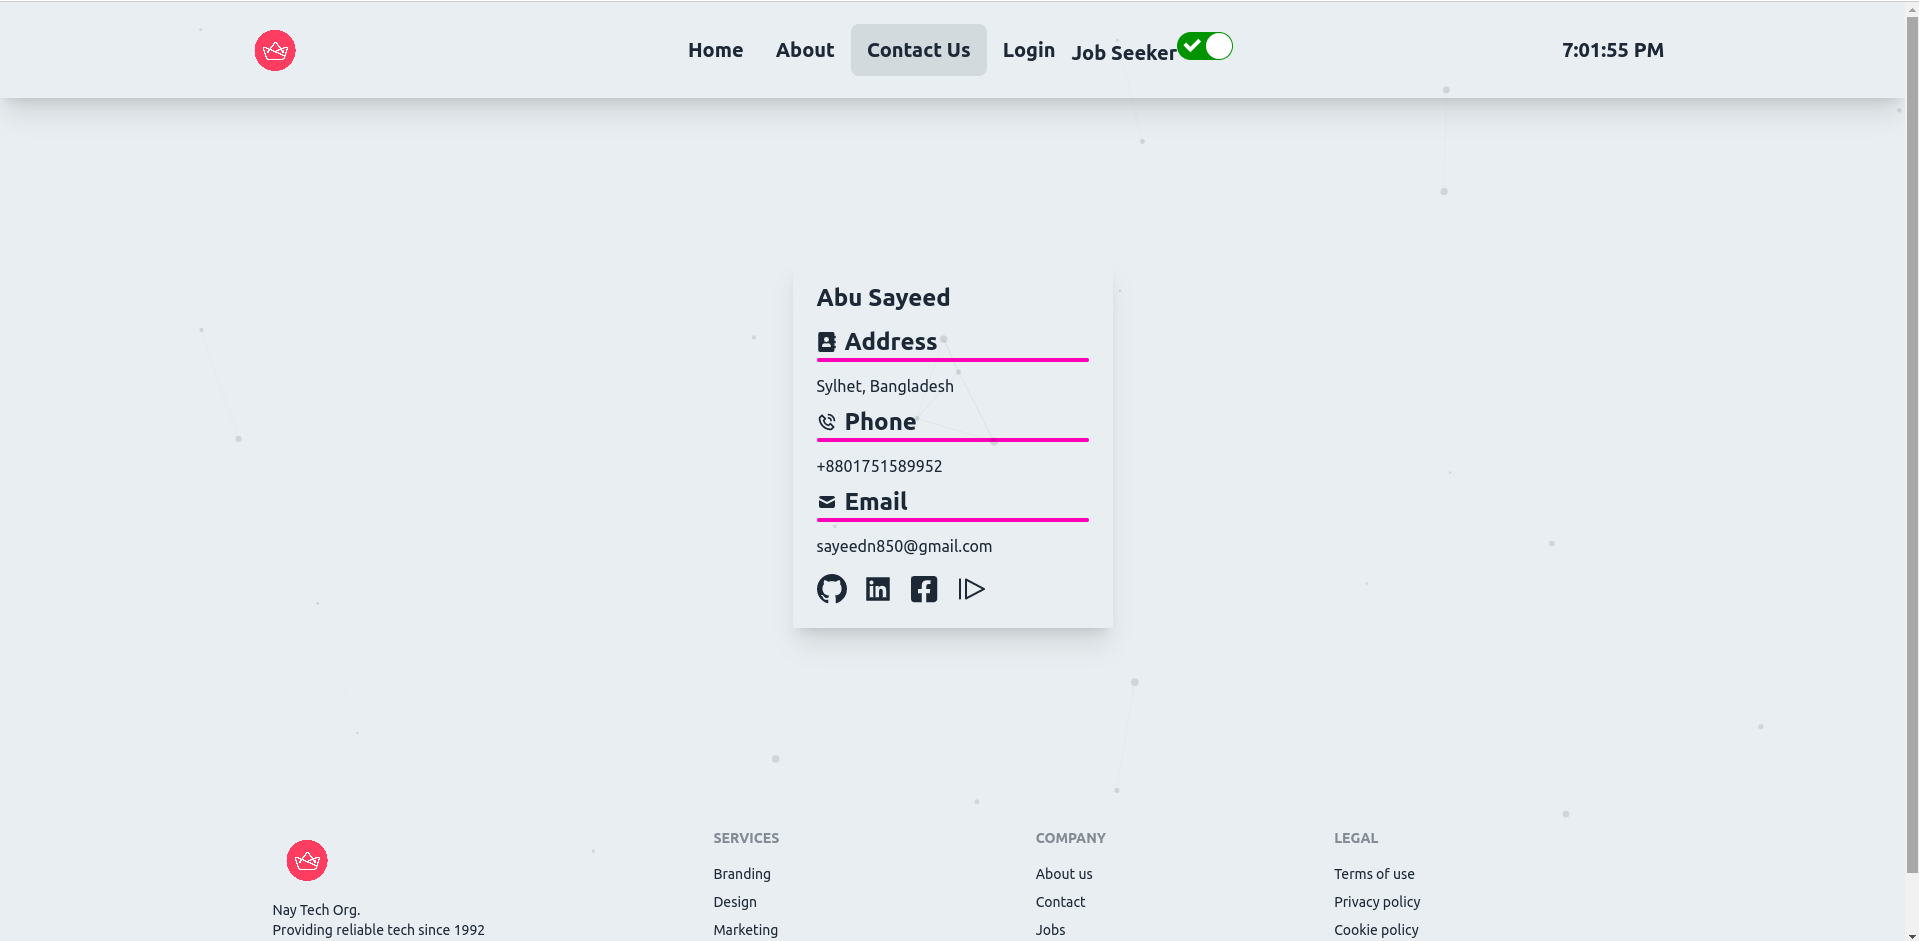 Home About Contact Us Login Job Seeker 7:01:55 PM
Abu Sayeed
Address
Sylhet, Bangladesh
Phone
+8801751589952
Email
sayeedn850@gmail.com
Nay Tech Org.
Providing reliable tech since 1992
SERVICES
Branding
Design
Marketing
COMPANY
About us
Contact
Jobs
LEGAL
Terms of use
Privacy policy
Cookie policy